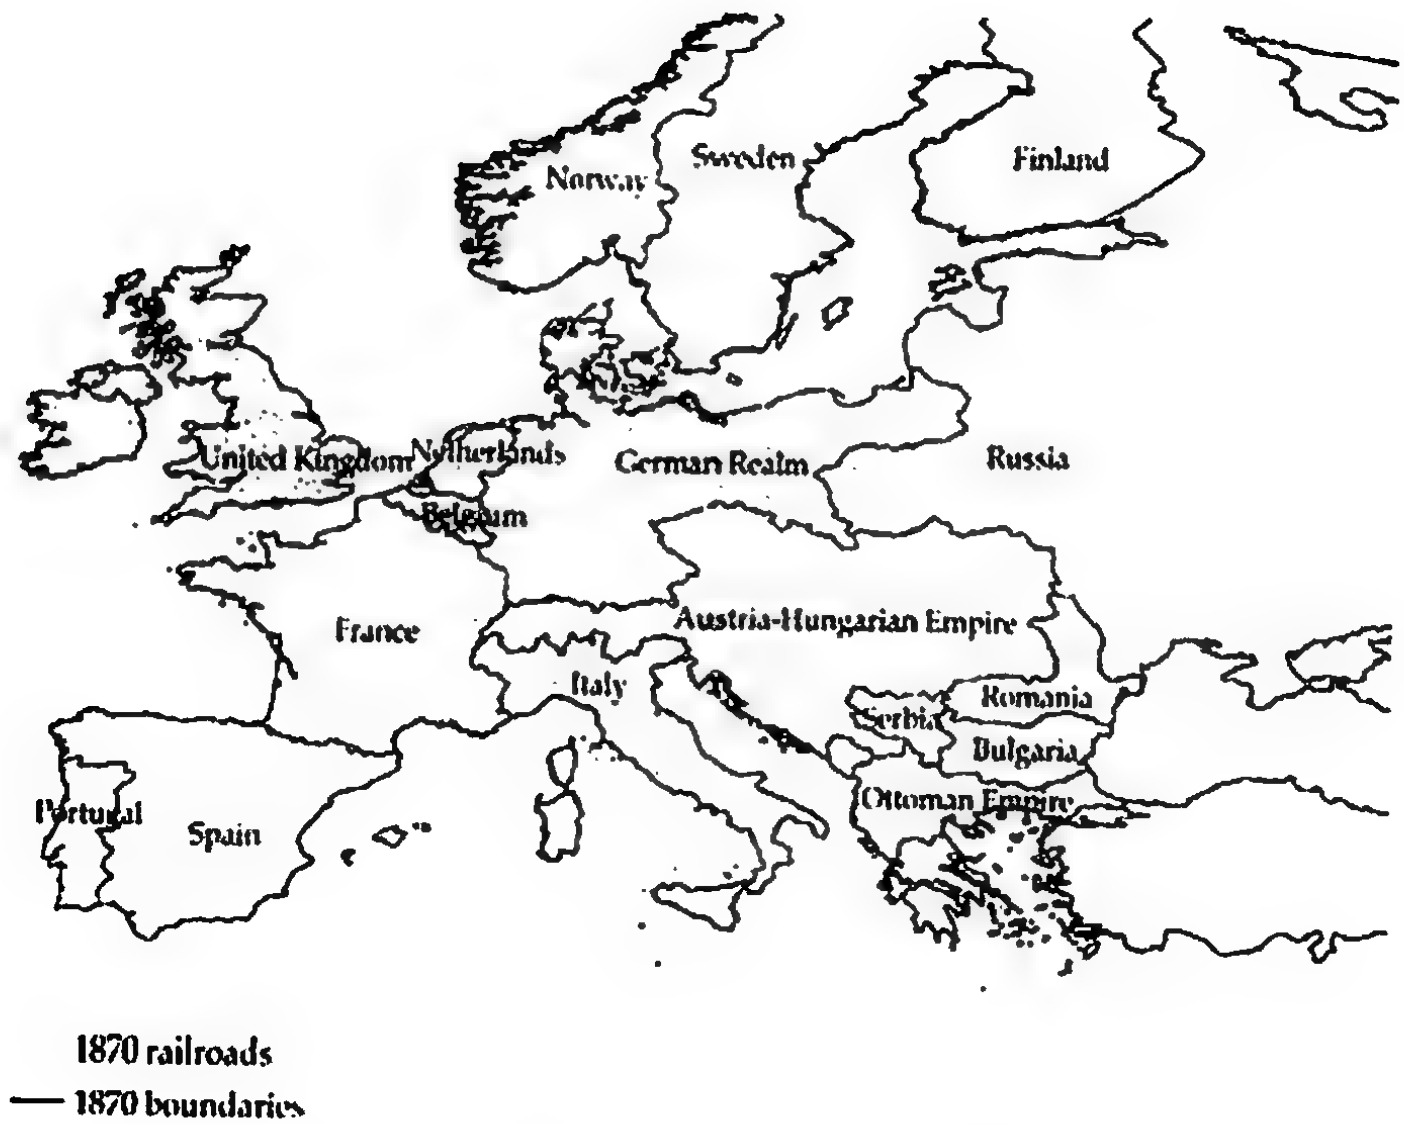 Sweden
Finland
Norway
United Kingdom
Netherlands
German Realm
Russia
Belgium
France
Austria-Hungarian Empire
Italy
Romania
Serbia
Bulgaria
Portugal
Spain
Ottoman Empire
1870 railroads
1870 boundaries